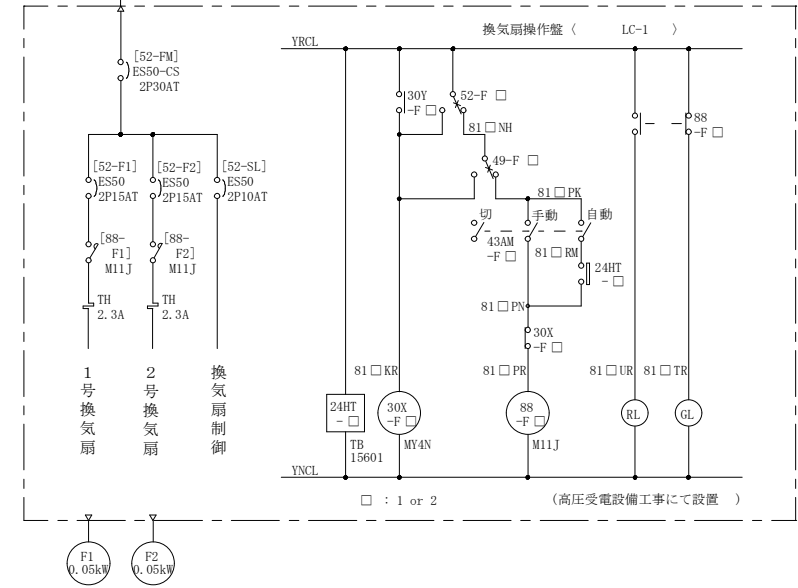 換気扇操作盤〈 LC-1 〉
YRCL
[52-FM]
ES50-CS
2P30AT
[52-F1]
ES50
2P15AT
[52-F2]
ES50
2P15AT
[52-SL]
ES50
2P10AT
[88-
F1]
M11J
[88-
F2]
M11J
TH
2.3A
TH
2.3A
1号換気扇
2号換気扇
換気扇制御
30Y
-F □
52-F □
81□NH
49-F □
81□PK
切
手動
自動
43AM
-F □
81□RM
24HT
- □
81□PN
30X
-F □
88
-F □
81□KR
81□PR
81□UR
81□TR
24HT
- □
TB
15601
30X
-F □
MY4N
88
-F □
M11J
RL
GL
YNCL
□ : 1 or 2
(高圧受電設備工事にて設置 )
F1
0.05kW
F2
0.05kW